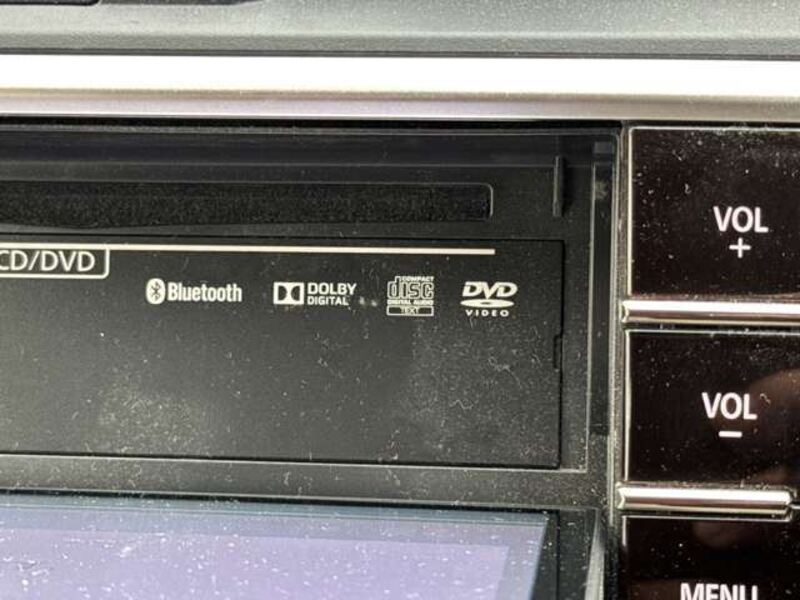 CD/DVD
Bluetooth
DOLBY
DIGITAL
COMPACT
disc
DIGITAL AUDIO
TEXT
DVD
VIDEO
VOL
+
VOL
−
MENU